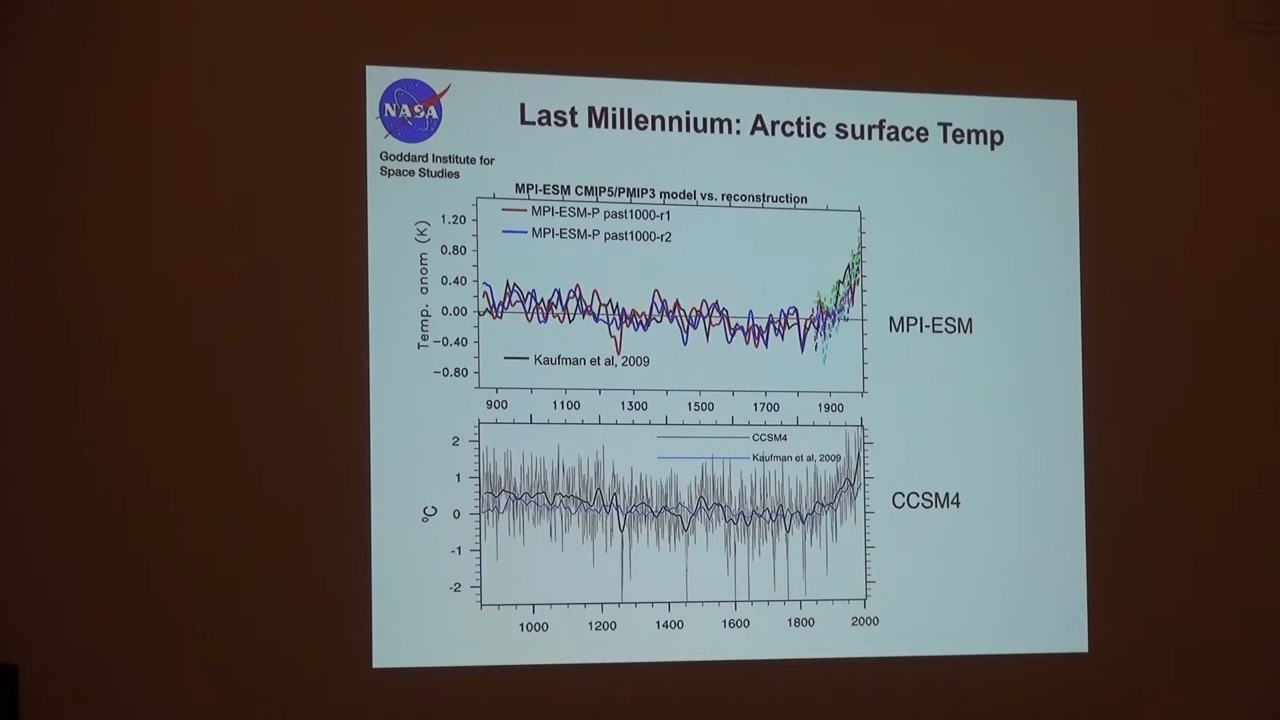 NASA
Last Millennium: Arctic surface Temp
Goddard Institute for
Space Studies
MPI-ESM CMIP5/PMIP3 model vs. reconstruction
MPI-ESM-P past1000-r1
MPI-ESM-P past1000-r2
1.20
0.80
0.40
0.00
-0.40
-0.80
Temp. anom (K)
Kaufman et al, 2009
MPI-ESM
900 1100 1300 1500 1700 1900
CCSM4
Kaufman et al, 2009
2
1
0
-1
-2
°C
CCSM4
1000 1200 1400 1600 1800 2000